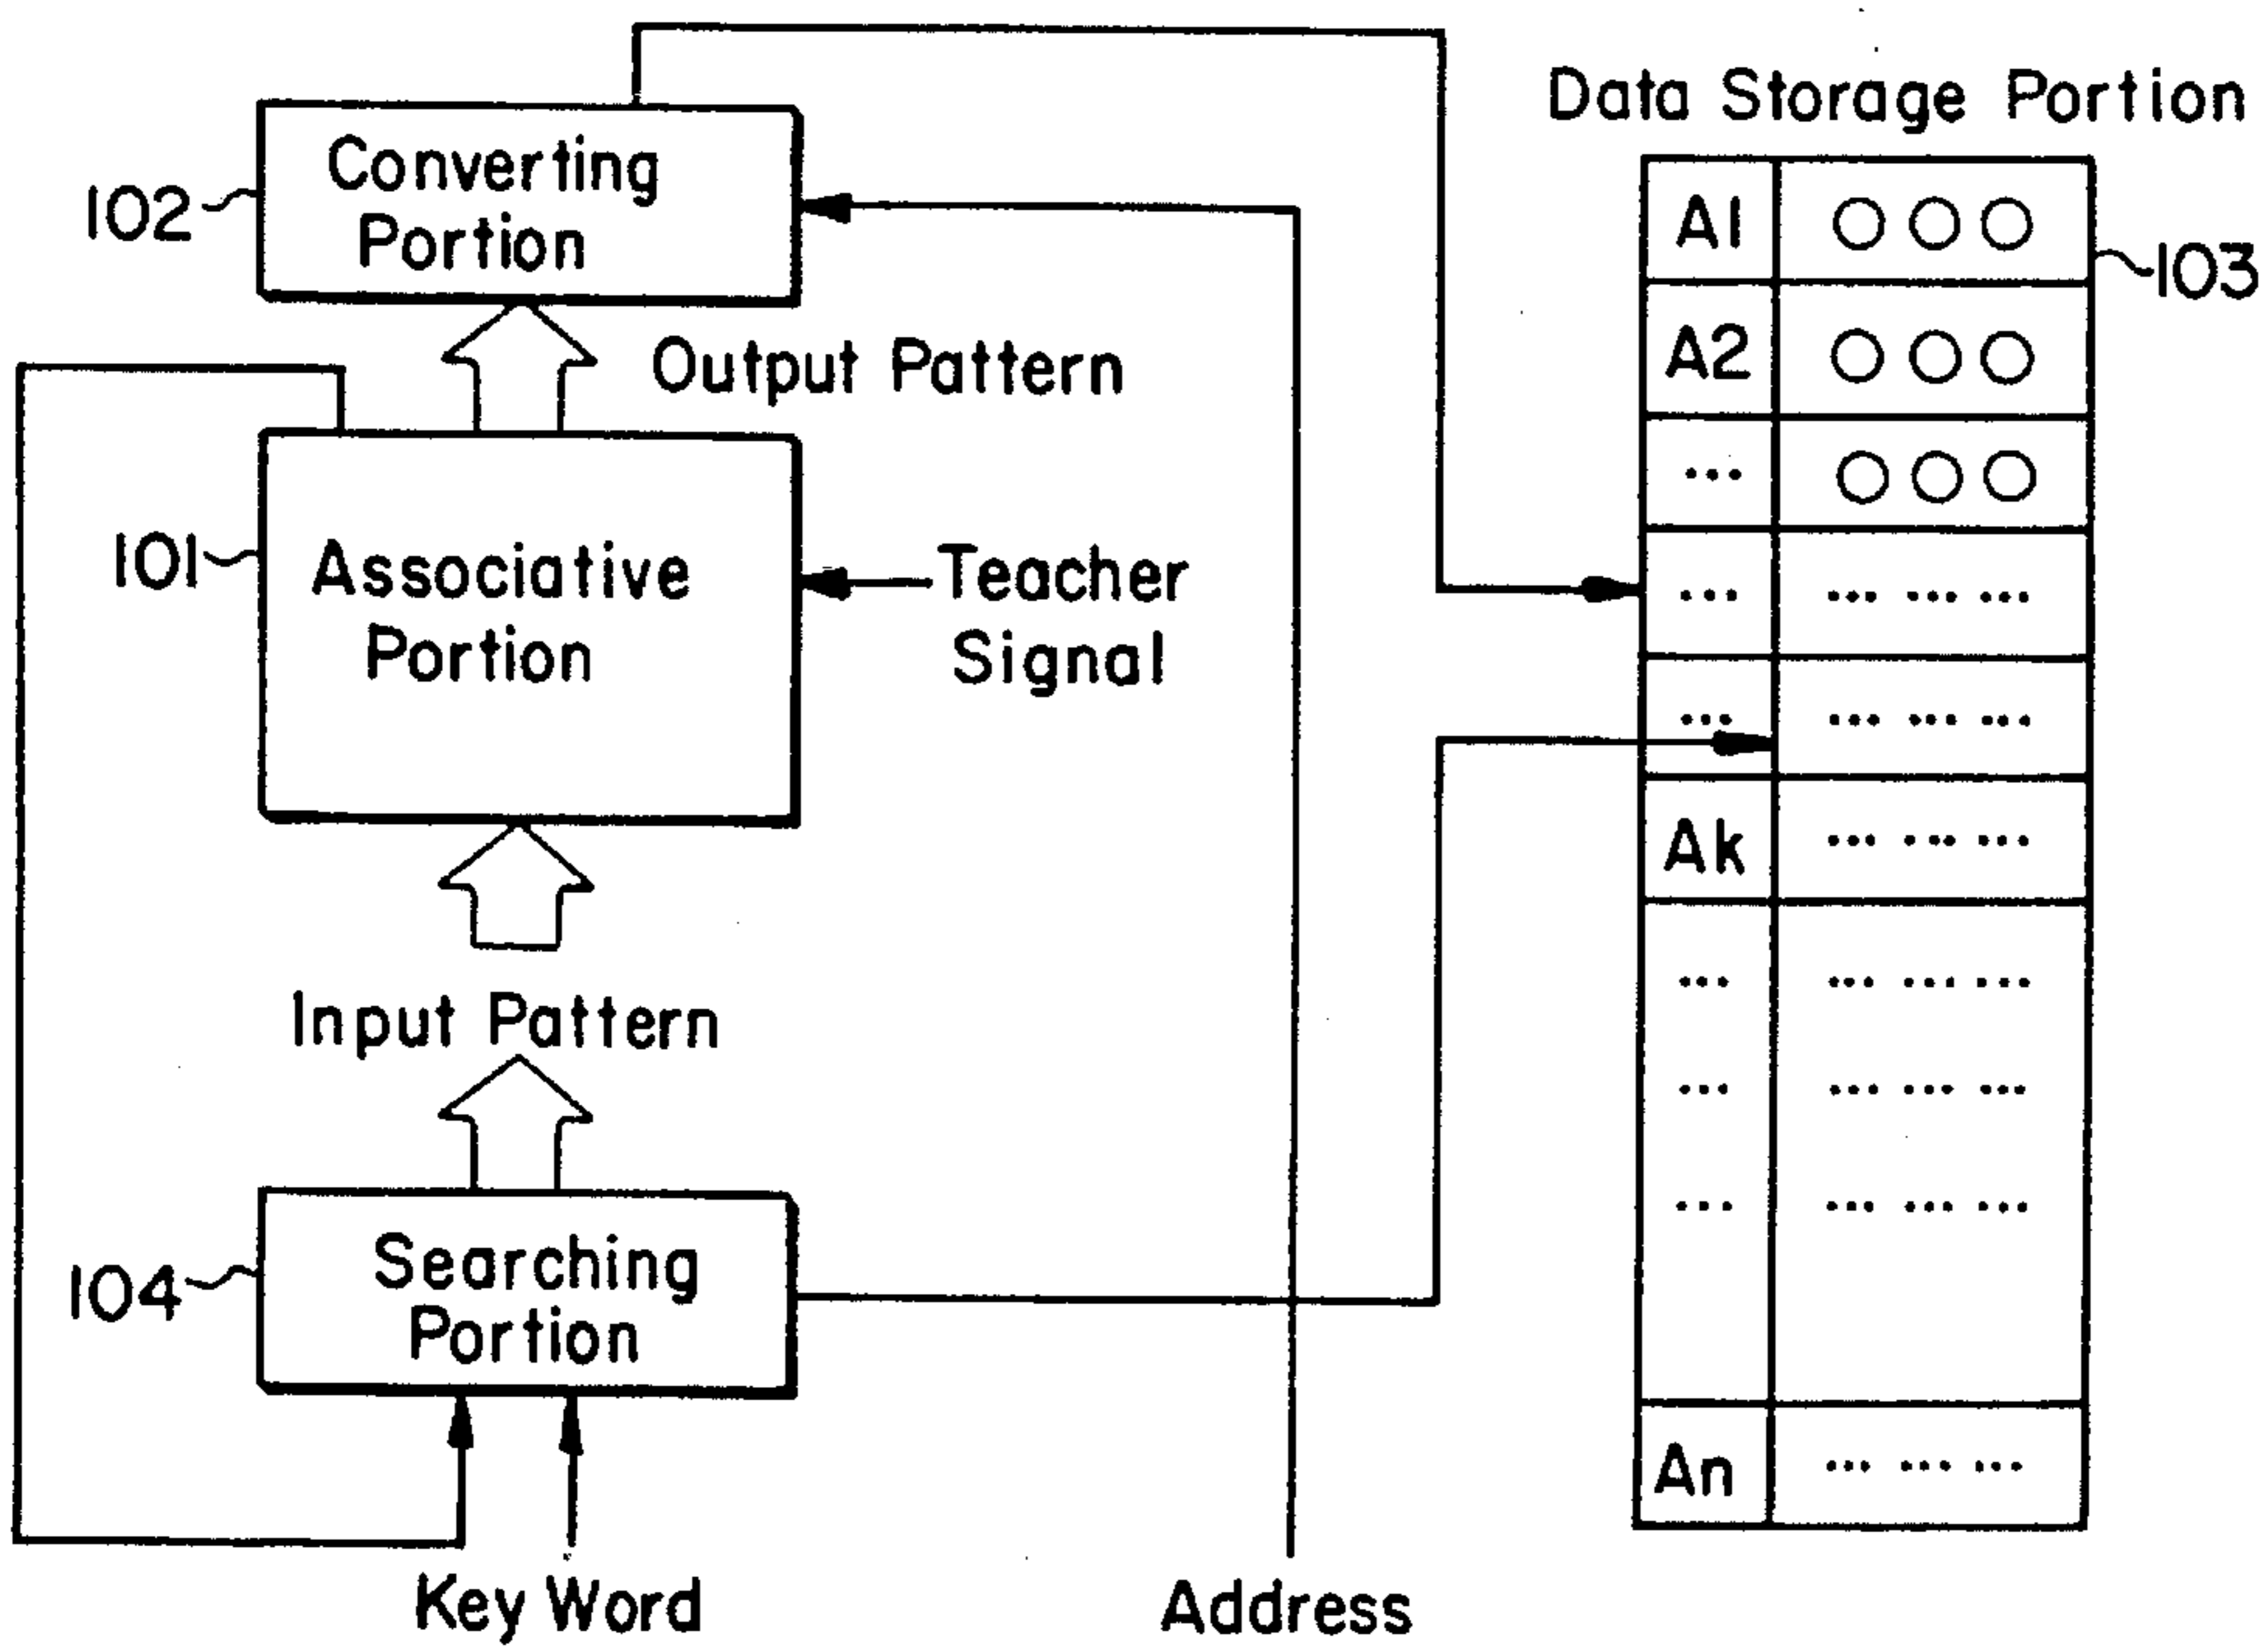 Data Storage Portion
Converting
Portion
102
Output Pattern
101
Associative
Portion
Teacher
Signal
Input Pattern
104
Searching
Portion
Key Word
Address
A1 ○ ○ ○
103
A2 ○ ○ ○
... ○ ○ ○
... ... ... ...
... ... ... ...
Ak ... ... ...
... ... ... ...
... ... ... ...
... ... ... ...
An ... ... ...